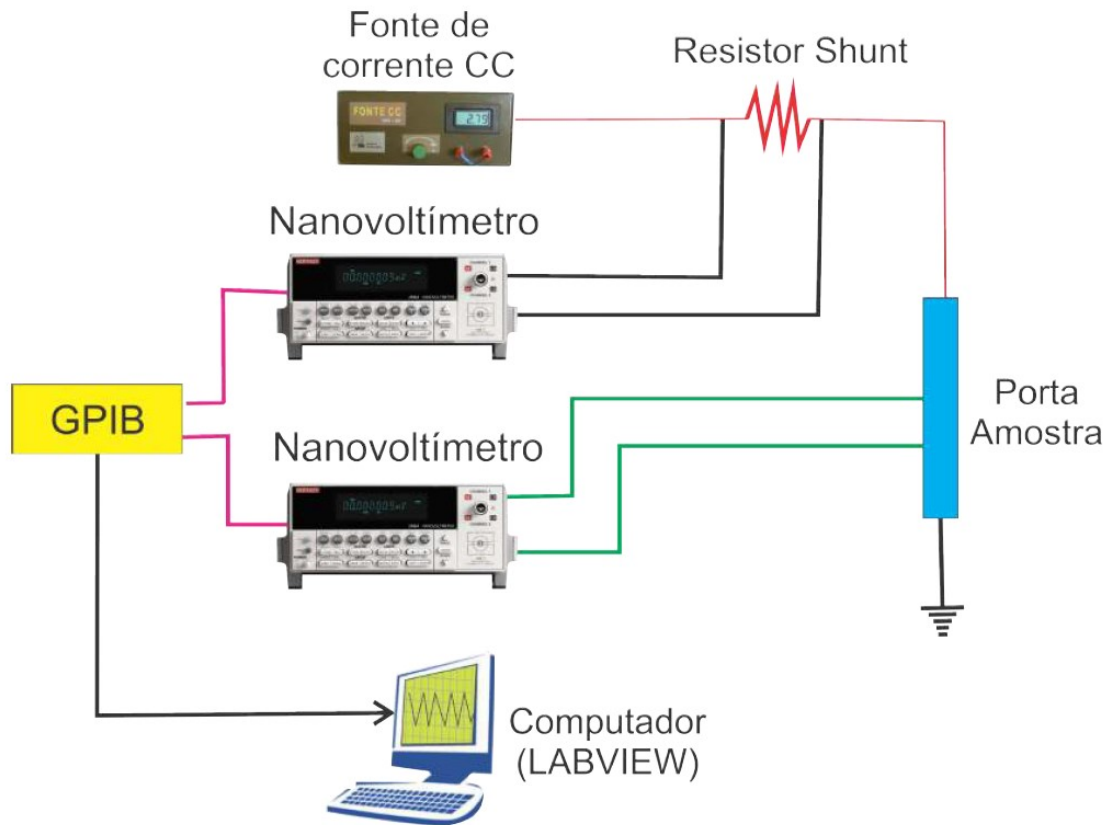 Fonte de
corrente CC
Resistor Shunt
FONTE CC
2.79
Nanovoltímetro
GPIB
Nanovoltímetro
Porta
Amostra
Computador
(LABVIEW)